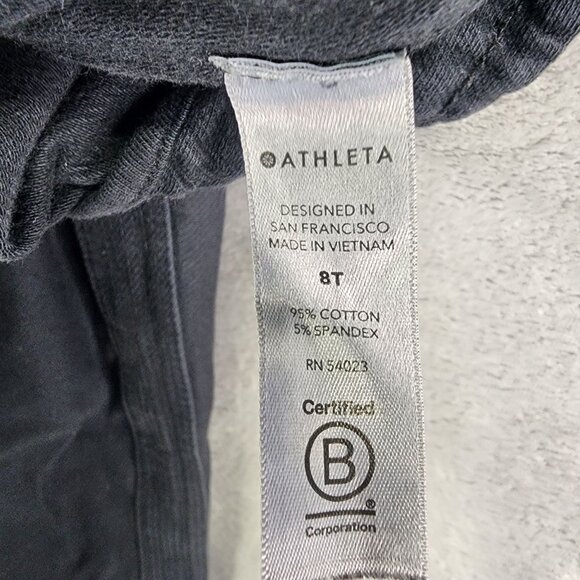 ATHLETA
DESIGNED IN
SAN FRANCISCO
MADE IN VIETNAM
8T
95% COTTON
5% SPANDEX
RN 54023
Certified
B
®
Corporation